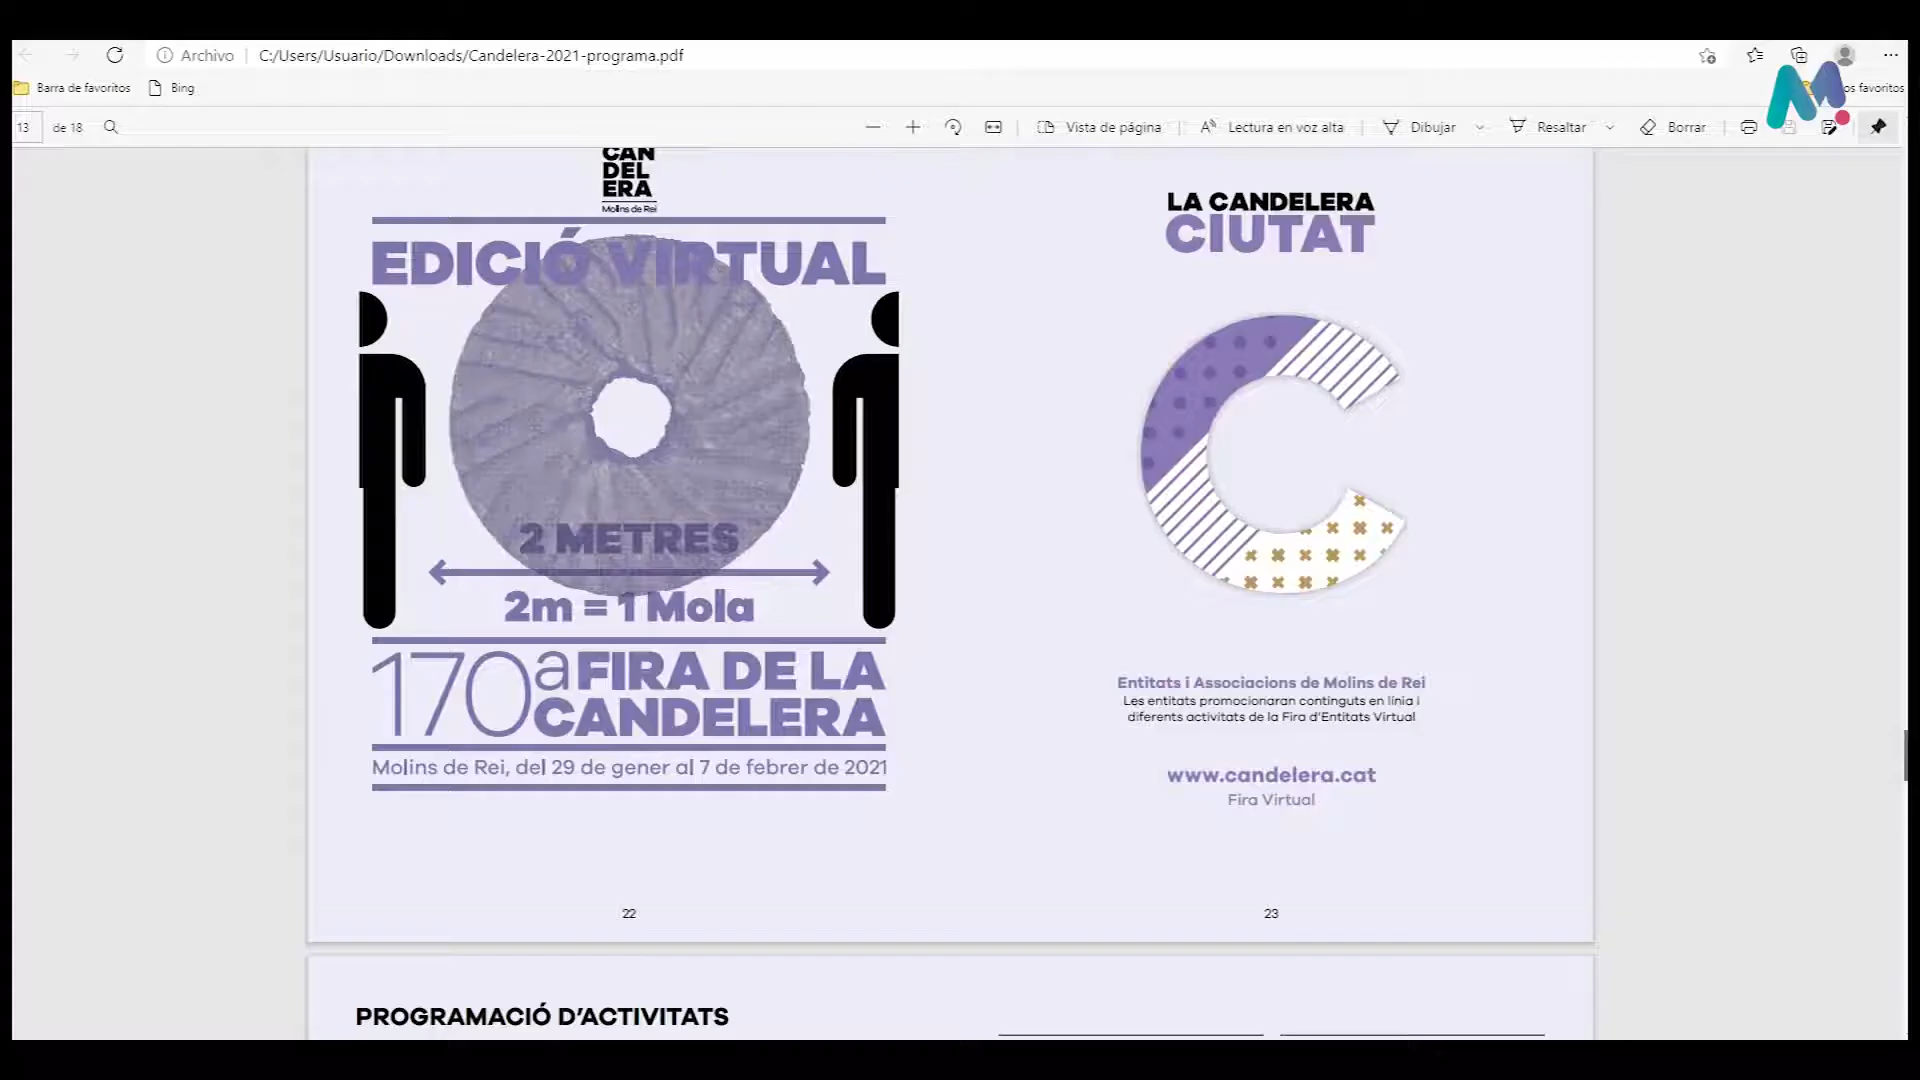 Archivo
C:/Users/Usuario/Downloads/Candelera-2021-programa.pdf
Barra de favoritos
Bing
os favoritos
13
de 18
Vista de página
Lectura en voz alta
Dibujar
Resaltar
Borrar
CAN
DEL
ERA
Molins de Rei
EDICIÓ VIRTUAL
2 METRES
2m = 1 Mola
170a FIRA DE LA
CANDELERA
Molins de Rei, del 29 de gener al 7 de febrer de 2021
22
LA CANDELERA
CIUTAT
Entitats i Associacions de Molins de Rei
Les entitats promocionaran continguts en línia i
diferents activitats de la Fira d'Entitats Virtual
www.candelera.cat
Fira Virtual
23
PROGRAMACIÓ D'ACTIVITATS